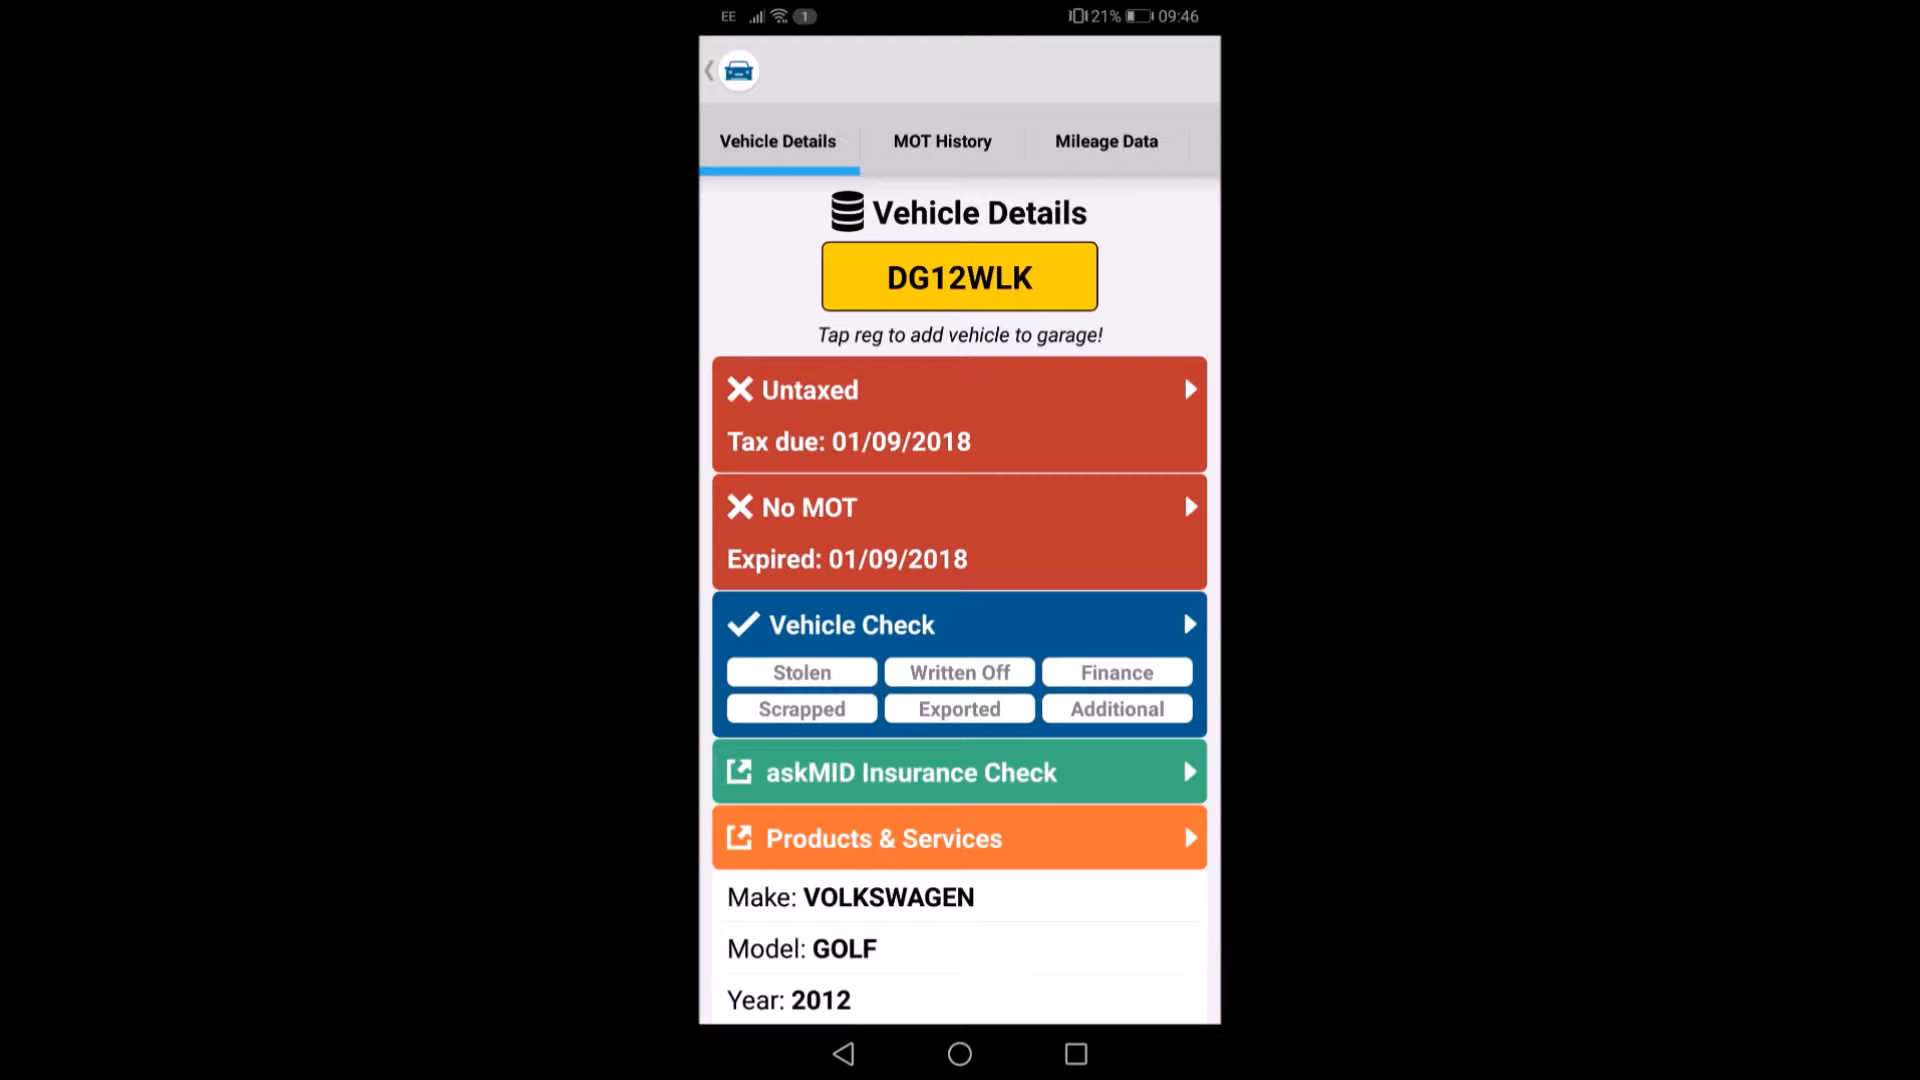 EE 1 21% 09:46
Vehicle Details MOT History Mileage Data
Vehicle Details
DG12WLK
Tap reg to add vehicle to garage!
Untaxed
Tax due: 01/09/2018
No MOT
Expired: 01/09/2018
Vehicle Check
Stolen Written Off Finance
Scrapped Exported Additional
askMID Insurance Check
Products & Services
Make: VOLKSWAGEN
Model: GOLF
Year: 2012